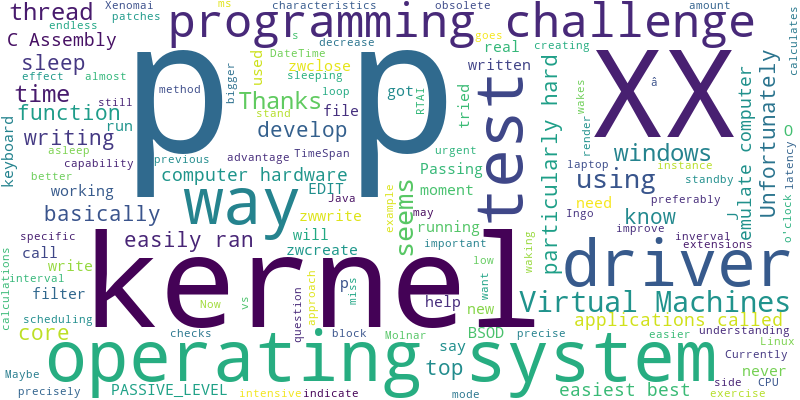 thread Xenomai patches endless ms characteristics obsolete amount
programming challenge
C Assembly goes decrease creating
sleep effect almost DateTime zwclose real written calculates
p p XX
bigger used sleeping s test
time still method loop got RTAI tried wakes render â
function Thanks stand file
keyboard writing run develop windows Unfortunately O
asleep previous urgent particularly hard emulate computer
capability advantage TimeSpan Passing laptop instance latency
better computer hardware moment using standby
working EDIT Java example way seems need preferably
basically zwwrite may running know Ingo J o'clock
specific easily ran will important improve
call zwcreate waking inverval extensions
kernel driver
calculations write interval filter p miss low want
scheduling Now vs approach question help new Virtual Machines
core checks block Molnar BSOD precise applications called
easier understanding Linux
operating system
say Currently
Maybe top never
precisely PASSIVE_LEVEL intensive indicate mode easiest best side CPU exercise